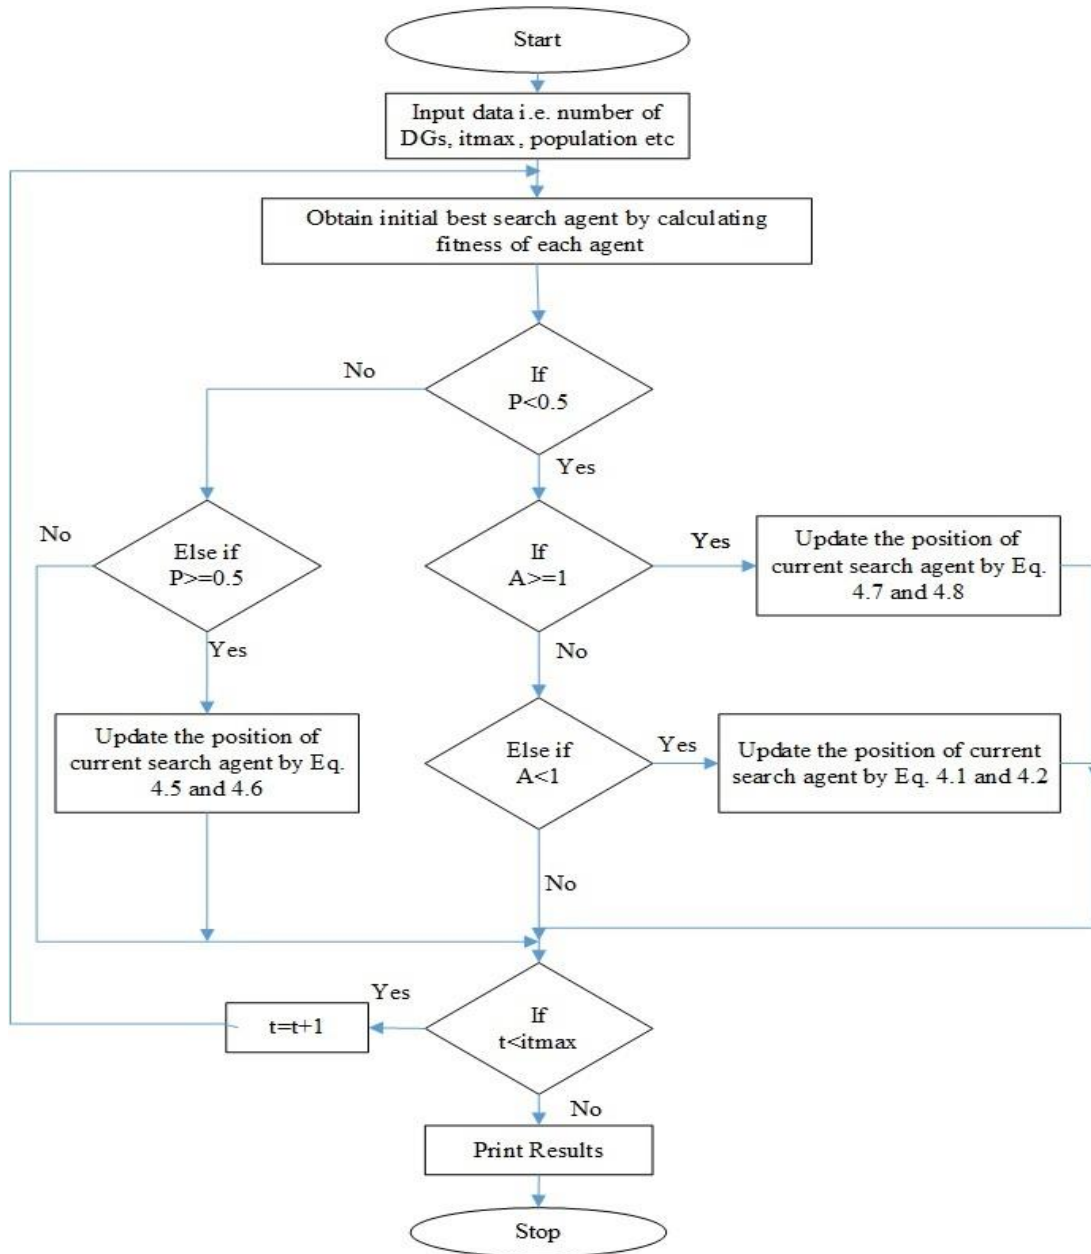 Start
Input data i.e. number of
DGs, itmax, population etc
Obtain initial best search agent by calculating
fitness of each agent
No
If
P<0.5
Yes
No
Else if
P>=0.5
If
A>=1
Yes
Update the position of
current search agent by Eq.
4.7 and 4.8
Yes
No
Update the position of
current search agent by Eq.
4.5 and 4.6
Else if
A<1
Yes
Update the position of current
search agent by Eq. 4.1 and 4.2
No
Yes
t=t+1
If
t<itmax
No
Print Results
Stop